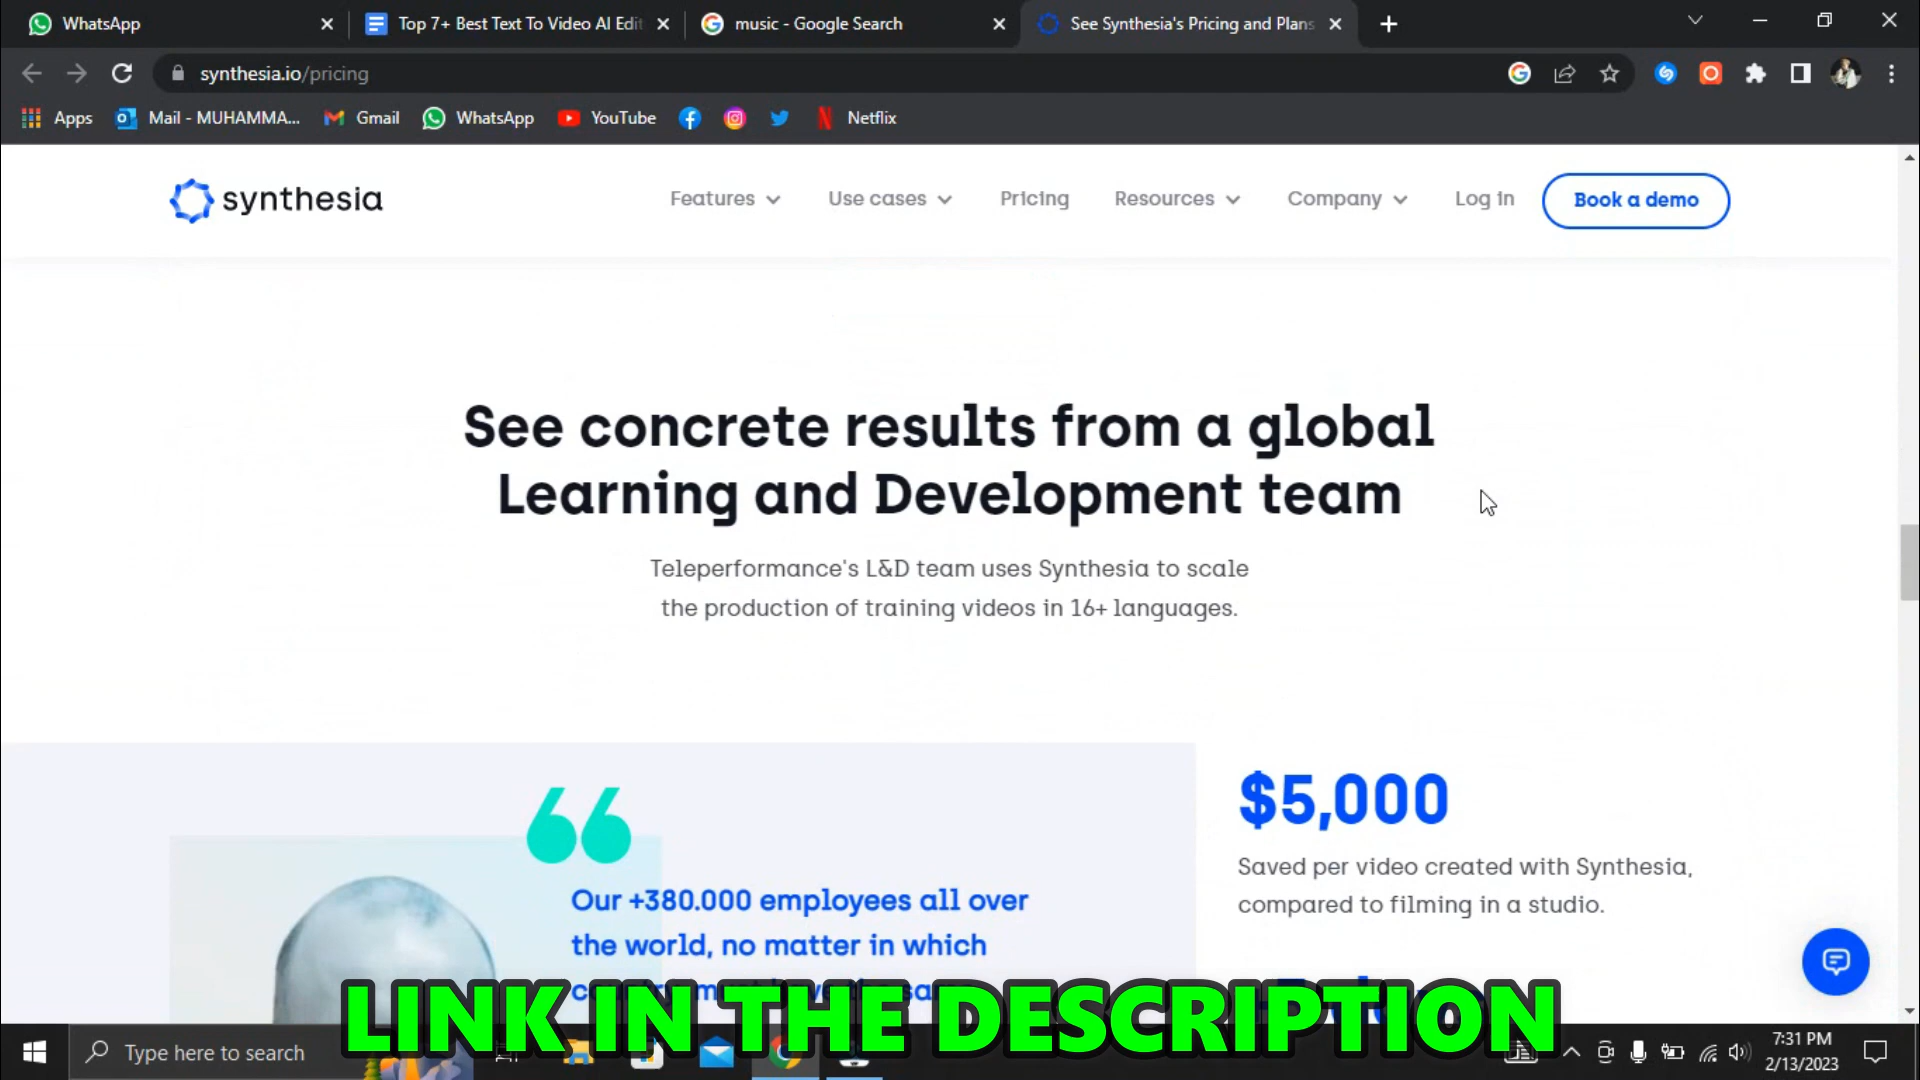 WhatsApp
Top 7+ Best Text To Video AI Edit
music - Google Search
See Synthesia's Pricing and Plans
synthesia.io/pricing
Apps
Mail - MUHAMMA...
Gmail
WhatsApp
YouTube
Netflix
synthesia
Features
Use cases
Pricing
Resources
Company
Log in
Book a demo
See concrete results from a global
Learning and Development team
Teleperformance's L&D team uses Synthesia to scale
the production of training videos in 16+ languages.
Our +380.000 employees all over
the world, no matter in which
$5,000
Saved per video created with Synthesia,
compared to filming in a studio.
LINK IN THE DESCRIPTION
Type here to search
7:31 PM
2/13/2023